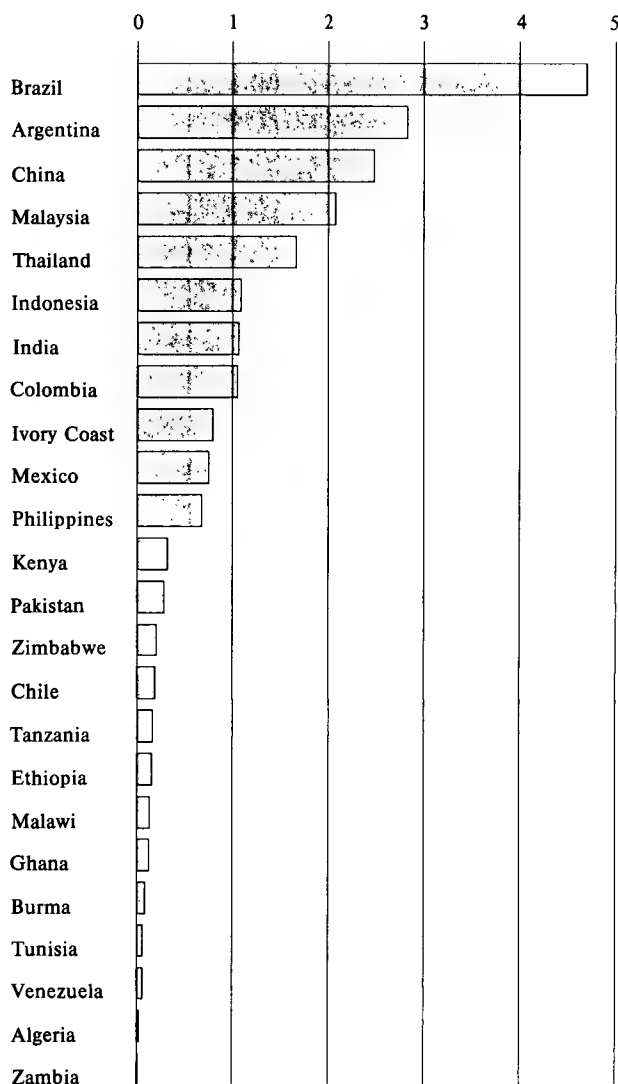 0 1 2 3 4 5
Brazil
Argentina
China
Malaysia
Thailand
Indonesia
India
Colombia
Ivory Coast
Mexico
Philippines
Kenya
Pakistan
Zimbabwe
Chile
Tanzania
Ethiopia
Malawi
Ghana
Burma
Tunisia
Venezuela
Algeria
Zambia